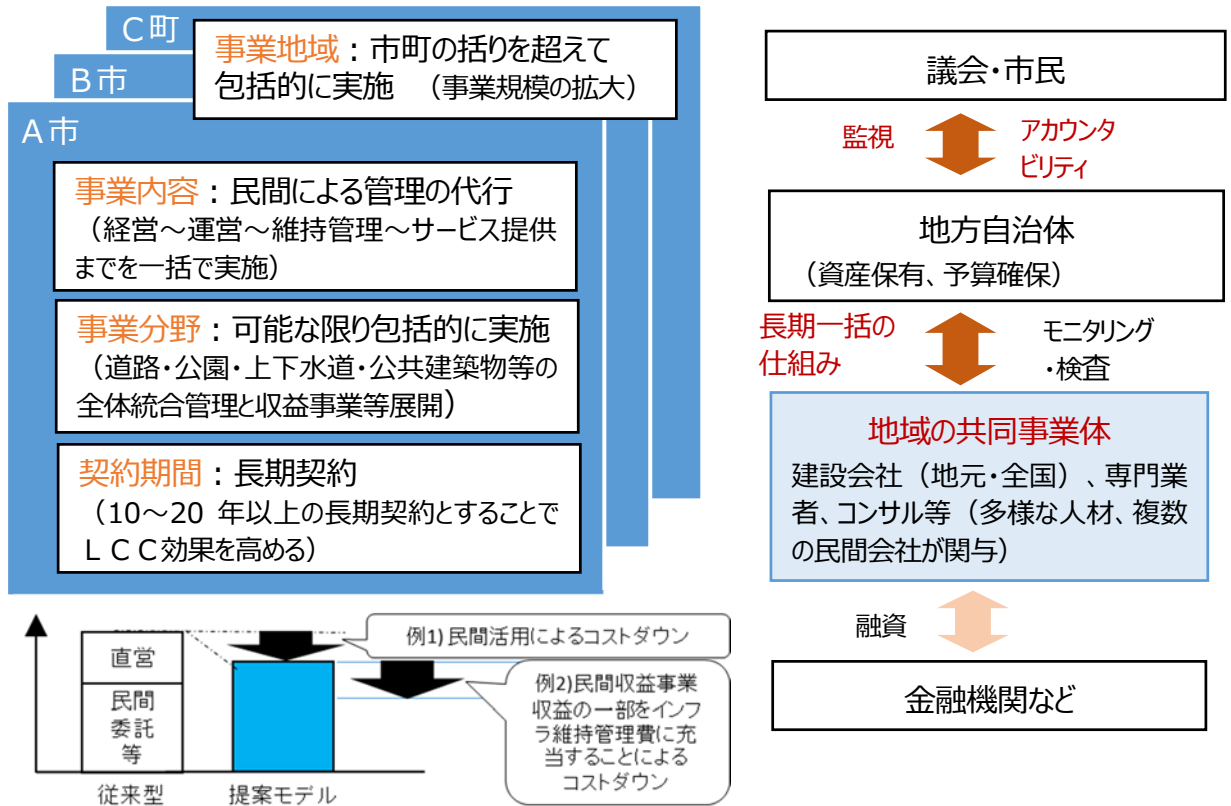 C町
B市
A市
事業地域：市町の括りを超えて
包括的に実施　（事業規模の拡大）
事業内容：民間による管理の代行
（経営～運営～維持管理～サービス提供
までを一括で実施）
事業分野：可能な限り包括的に実施
（道路・公園・上下水道・公共建築物等の
全体統合管理と収益事業等展開）
契約期間：長期契約
（10～20 年以上の長期契約とすることで
ＬＣＣ効果を高める）
直営
民間
委託
等
従来型
提案モデル
例1) 民間活用によるコストダウン
例2)民間収益事業
収益の一部をインフ
ラ維持管理費に充
当することによる
コストダウン
議会・市民
監視
アカウンタ
ビリティ
地方自治体
（資産保有、予算確保）
長期一括の
仕組み
モニタリング
・検査
地域の共同事業体
建設会社（地元・全国）、専門業
者、コンサル等（多様な人材、複数
の民間会社が関与）
融資
金融機関など